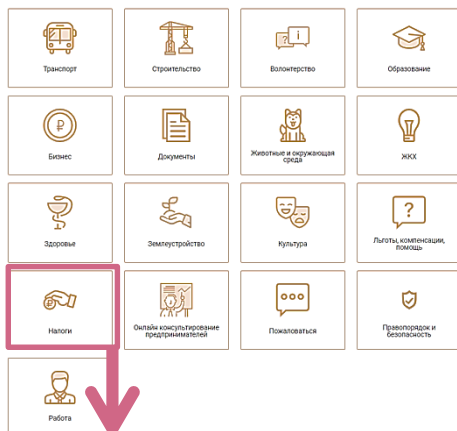 Транспорт
Строительство
Волонтерство
Образование
Бизнес
Документы
Животные и окружающая
среда
ЖКХ
Здоровье
Землеустройство
Культура
Льготы, компенсации,
помощь
Налоги
Онлайн консультирование
предпринимателей
Пожаловаться
Правопорядок и
безопасность
Работа